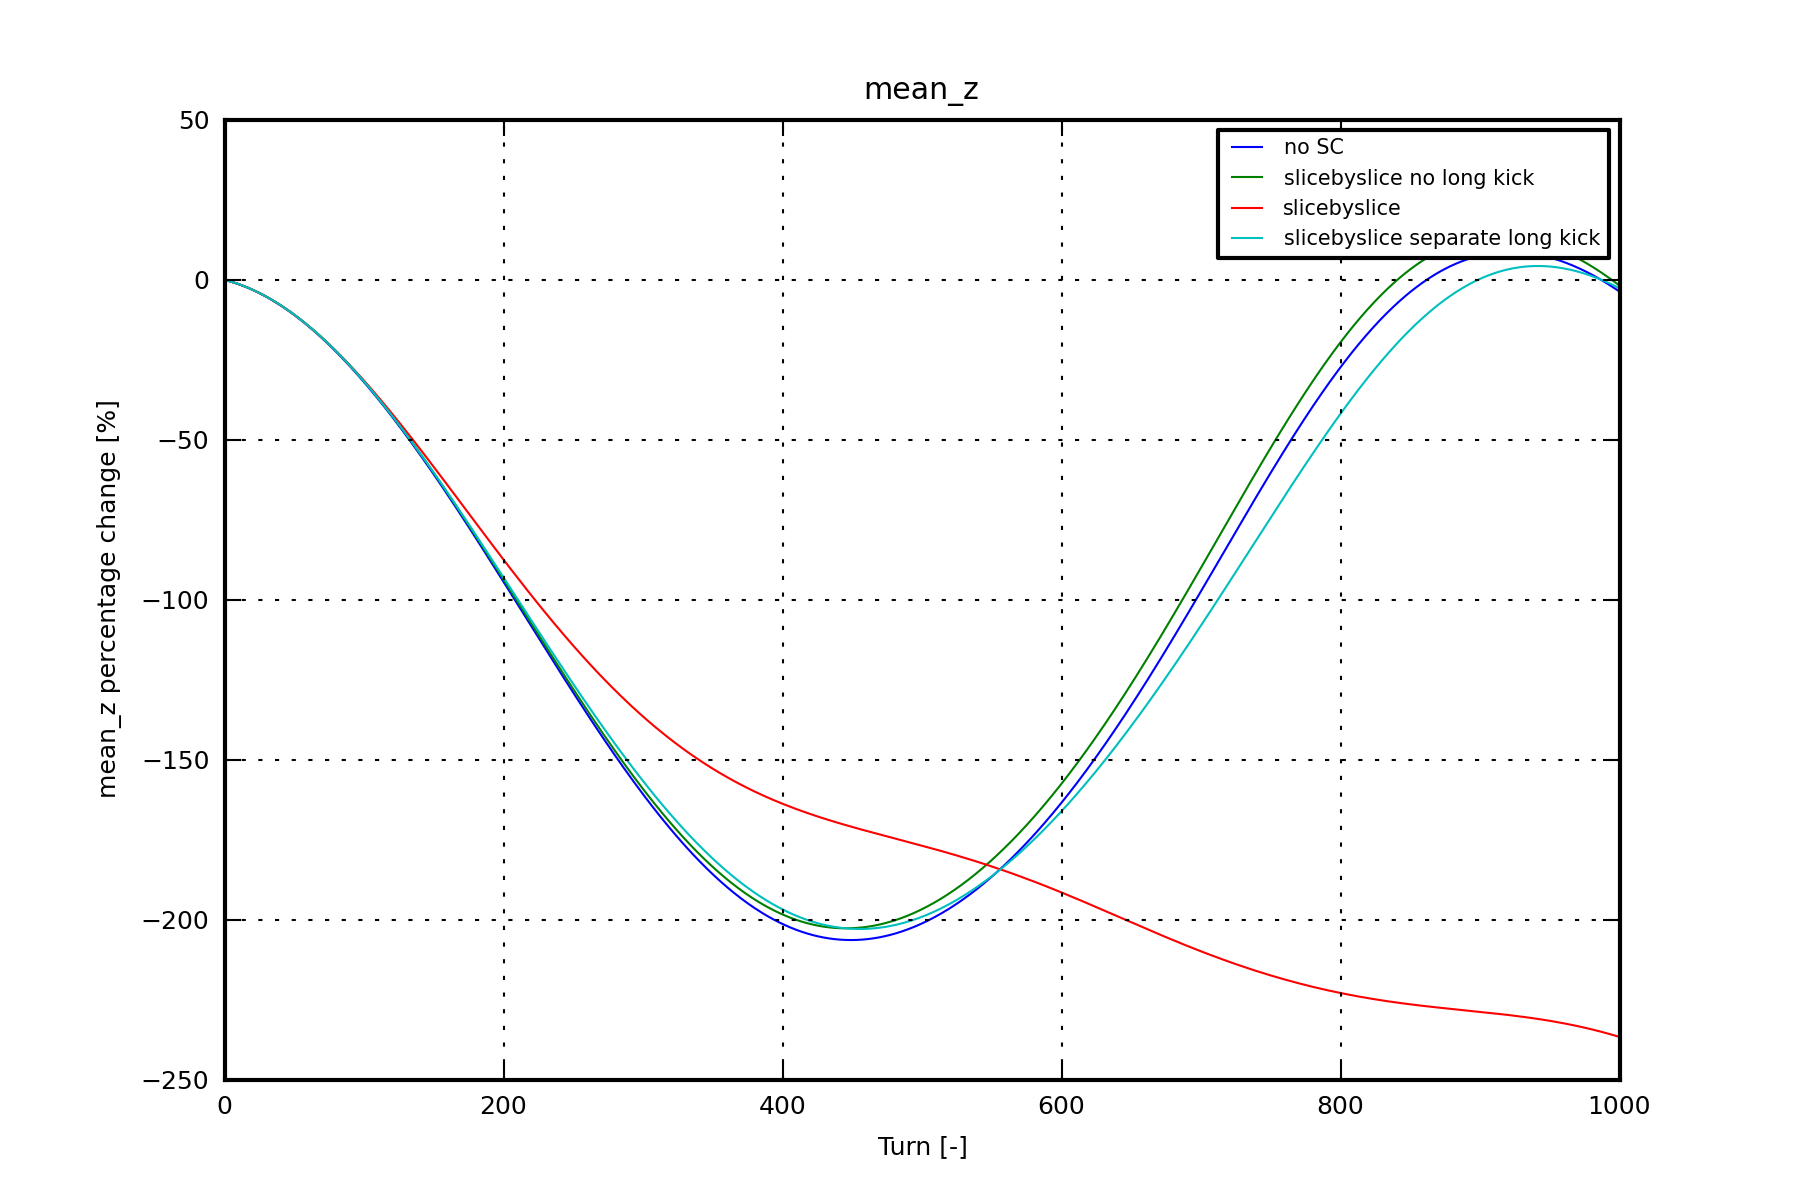 mean_z
50
0
−50
−100
−150
−200
−250
mean_z percentage change [%]
no SC
slicebyslice no long kick
slicebyslice
slicebyslice separate long kick
0
200
400
600
800
1000
Turn [-]